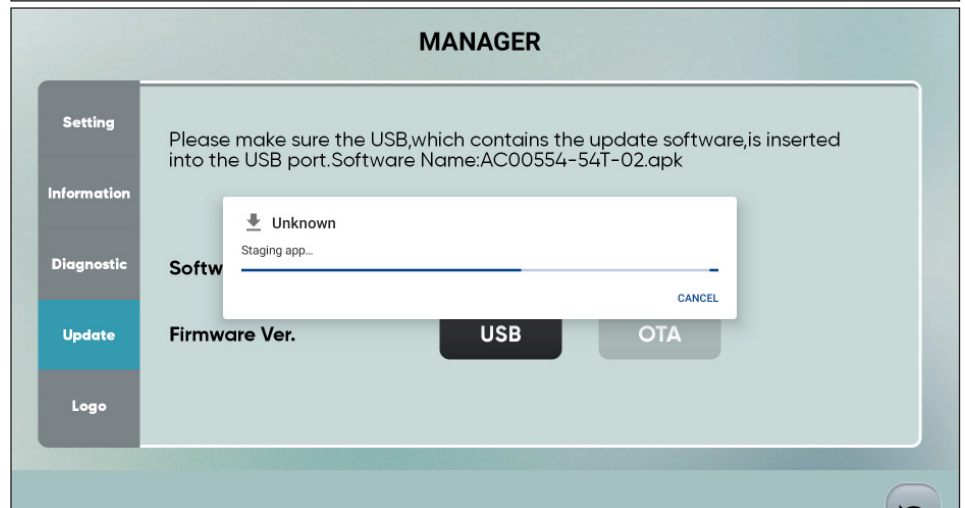 MANAGER
Setting
Please make sure the USB,which contains the update software,is inserted
into the USB port.Software Name:AC00554-54T-02.apk
Information
Unknown
Staging app...
Diagnostic
Softw
CANCEL
Update
Firmware Ver.
USB
OTA
Logo